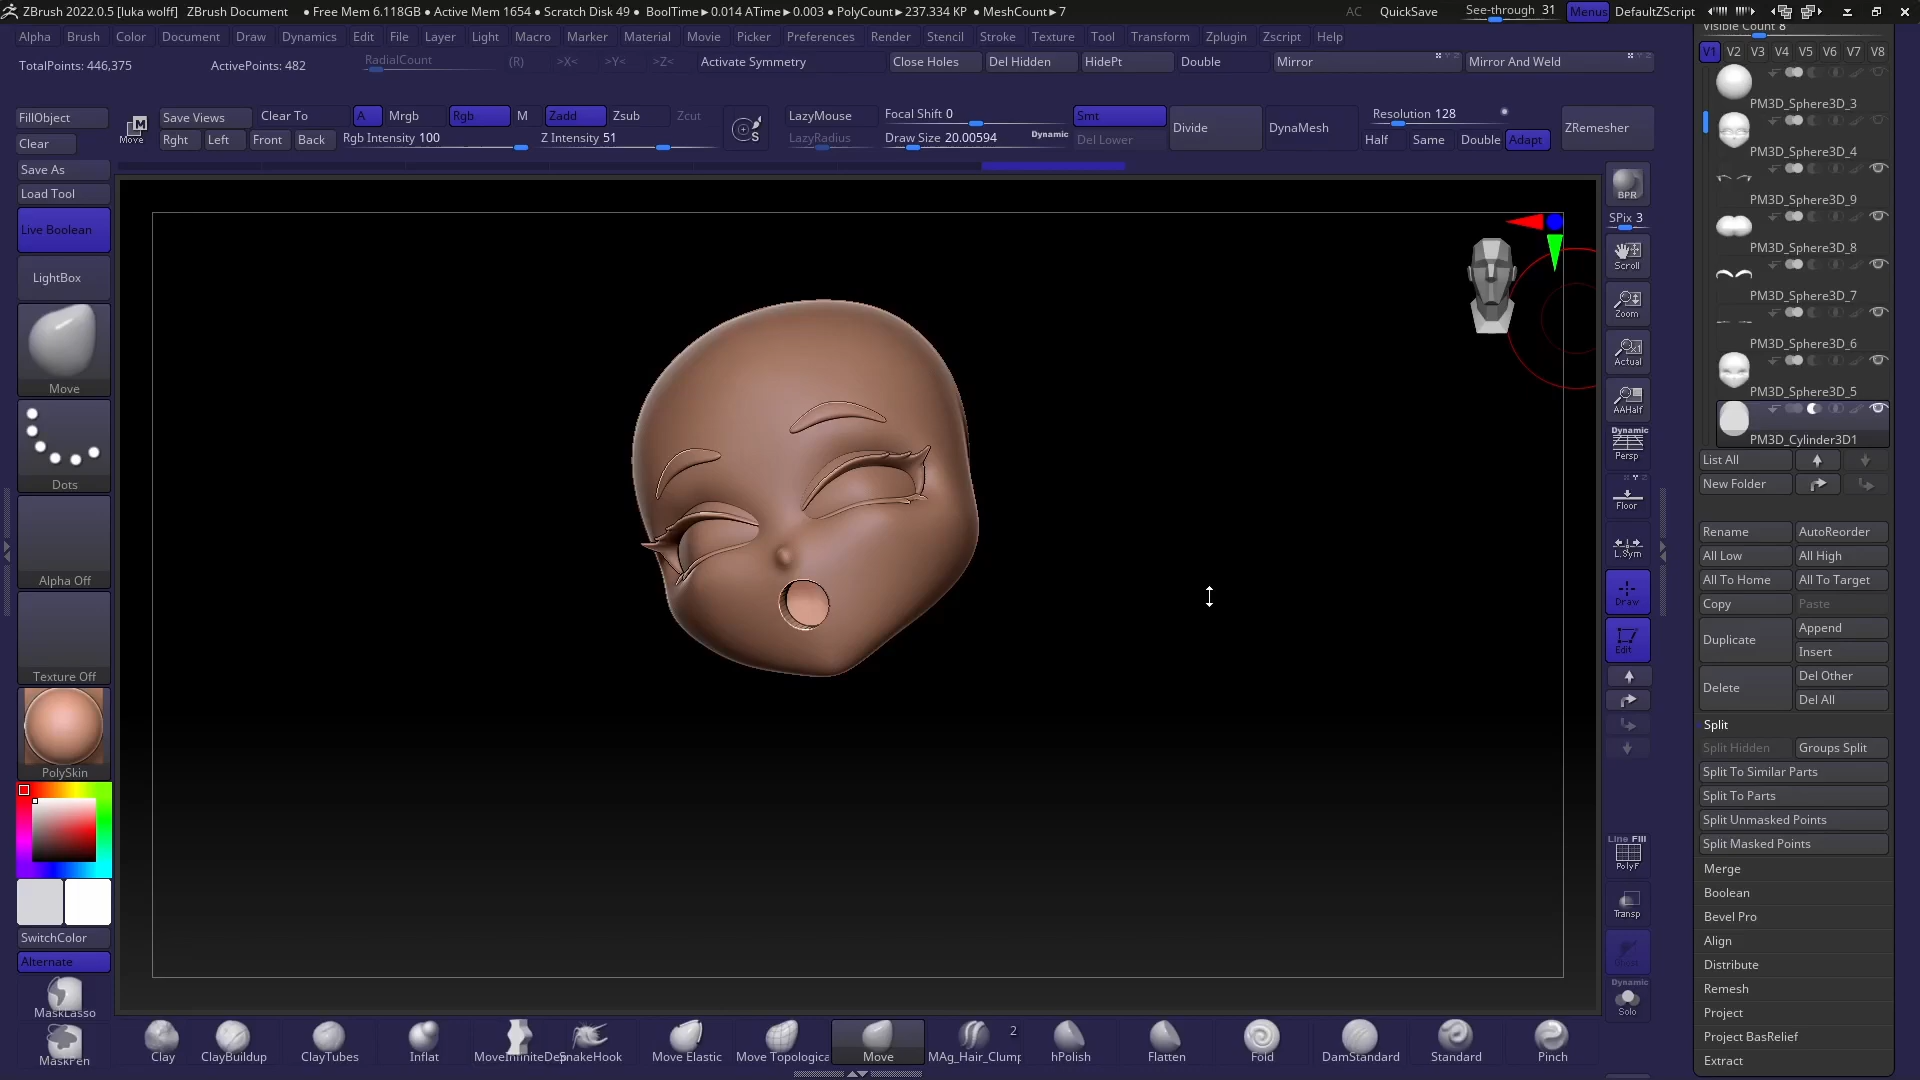 ZBrush 2022.0.5 [luka wolff] ZBrush Document ● Free Mem 6.118GB ● Active Mem 1654 ● Scratch Disk 49 ● BoolTime►0.014 ATime►0.003 ● PolyCount►237.334 KP ● MeshCount►7 AC QuickSave See-through 31 Menus DefaultZScript
Alpha Brush Color Document Draw Dynamics Edit File Layer Light Macro Marker Material Movie Picker Preferences Render Stencil Stroke Texture Tool Transform Zplugin Zscript Help
TotalPoints: 446,375 ActivePoints: 482 RadialCount (R) >X< >Y< >Z< Activate Symmetry Close Holes Del Hidden HidePt Double Mirror Mirror And Weld
FillObject Save Views Clear To A Mrgb Rgb M Zadd Zsub Zcut LazyMouse Focal Shift 0 Smt Divide DynaMesh Resolution 128 ZRemesher
Clear Move Rght Left Front Back Rgb Intensity 100 Z Intensity 51 LazyRadius Draw Size 20.00594 Dynamic Del Lower Half Same Double Adapt
Save As
Load Tool
Live Boolean
LightBox
Move
Dots
Alpha Off
Texture Off
PolySkin
SwitchColor
Alternate
MaskLasso
MaskPen
BPR
SPix 3
Scroll
Zoom
Actual
AAHalf
Dynamic
Persp
Floor
L.Sym
Draw
Edit
Line Fill
PolyF
Transp
Dynamic
Solo
Visible Count 8
V1 V2 V3 V4 V5 V6 V7 V8
PM3D_Sphere3D_3
PM3D_Sphere3D_4
PM3D_Sphere3D_9
PM3D_Sphere3D_8
PM3D_Sphere3D_7
PM3D_Sphere3D_6
PM3D_Sphere3D_5
PM3D_Cylinder3D1
List All
New Folder
Rename AutoReorder
All Low All High
All To Home All To Target
Copy Paste
Duplicate Append
Insert
Delete Del Other
Del All
Split
Split Hidden Groups Split
Split To Similar Parts
Split To Parts
Split Unmasked Points
Split Masked Points
Merge
Boolean
Bevel Pro
Align
Distribute
Remesh
Project
Project BasRelief
Extract
Clay ClayBuildup ClayTubes Inflat MoveInfiniteDep SnakeHook Move Elastic Move Topologica Move MAg_Hair_Clump 2 hPolish Flatten Fold DamStandard Standard Pinch